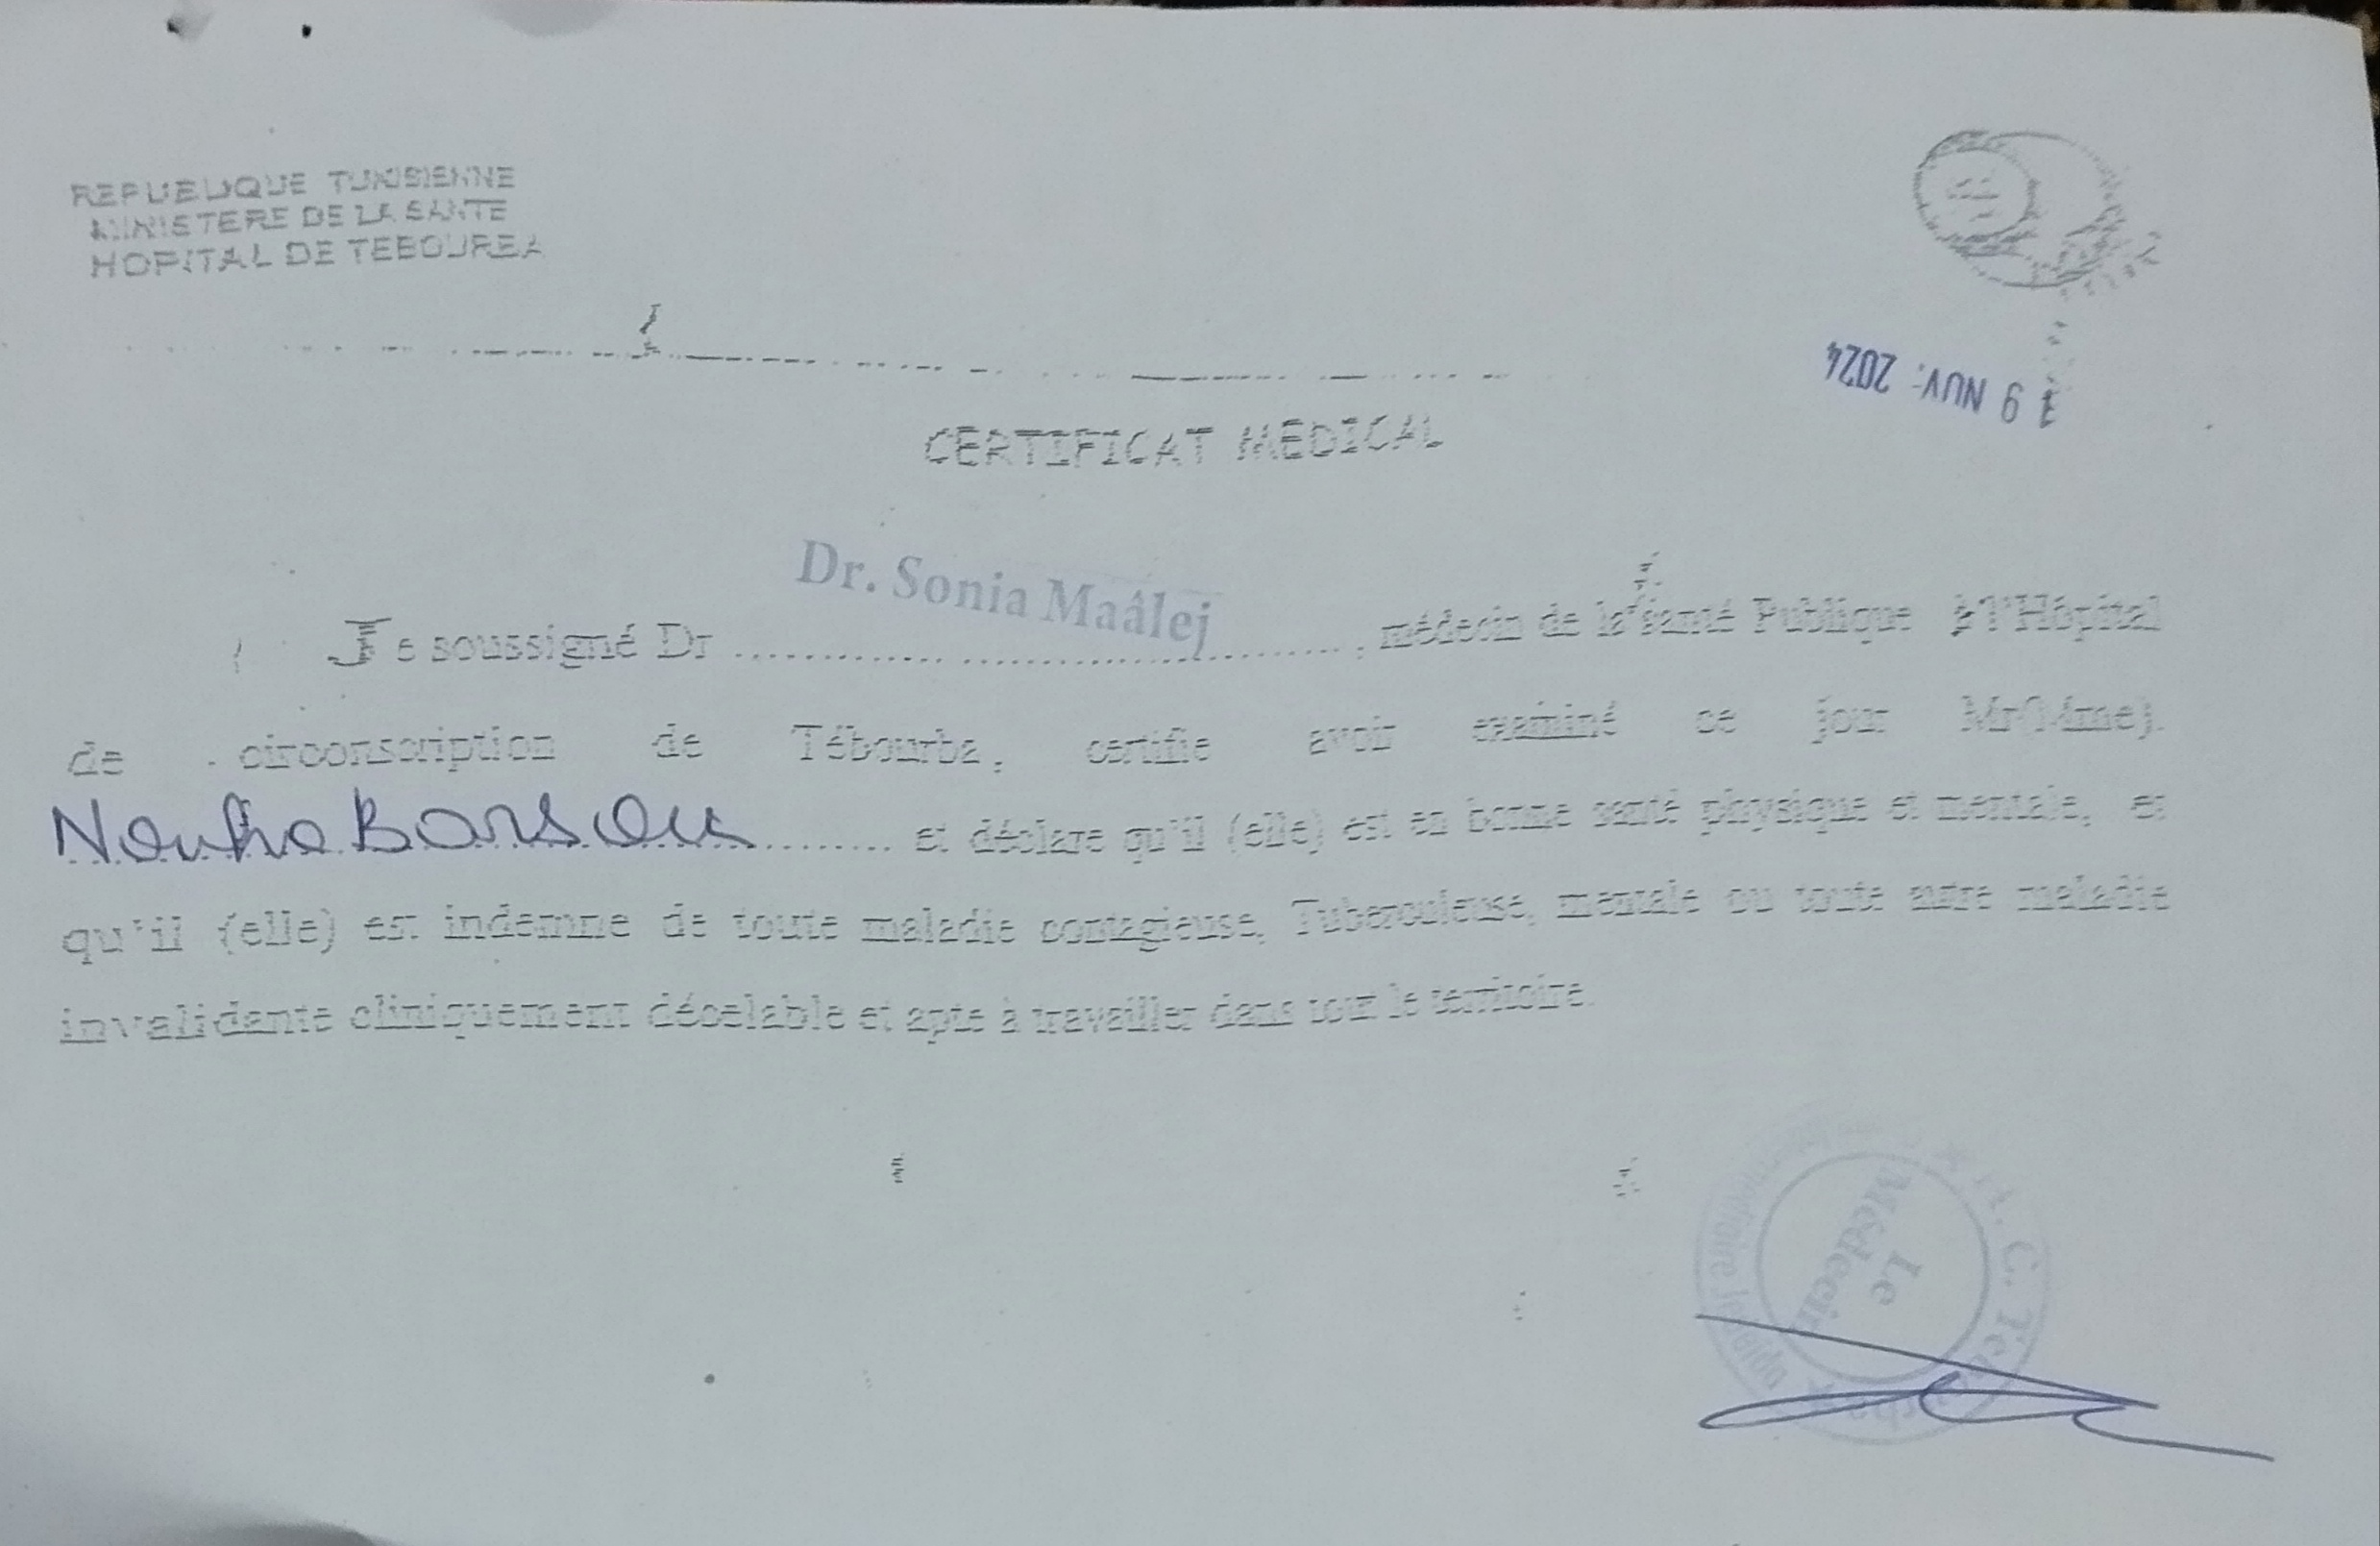 REPUBLIQUE TUNISIENNE
MINISTERE DE LA SANTE
HOPITAL DE TEBOURBA
19 NOV. 2024
CERTIFICAT MEDICAL
Dr. Sonia Maâlej
Je soussigné Dr ........................................ , médecin de la santé Publique à l'Hôpital
de circonscription de Tébourba, certifie avoir examiné ce jour Mr(Mme).
.......... et déclare qu'il (elle) est en bonne santé physique et mentale, et
qu'il (elle) est indemne de toute maladie contagieuse, Tuberculeuse, mentale ou toute autre maladie
invalidante cliniquement décelable et apte à travailler dans tout le territoire.
Le
Médecin